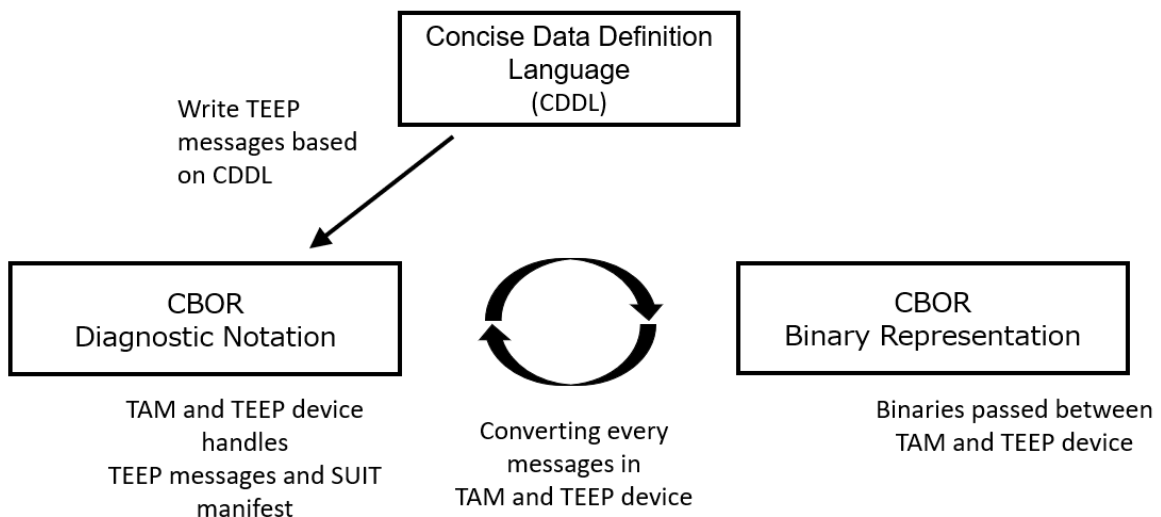 Concise Data Definition
Language
(CDDL)
Write TEEP
messages based
on CDDL
CBOR
Diagnostic Notation
CBOR
Binary Representation
TAM and TEEP device
handles
TEEP messages and SUIT
manifest
Converting every
messages in
TAM and TEEP device
Binaries passed between
TAM and TEEP device